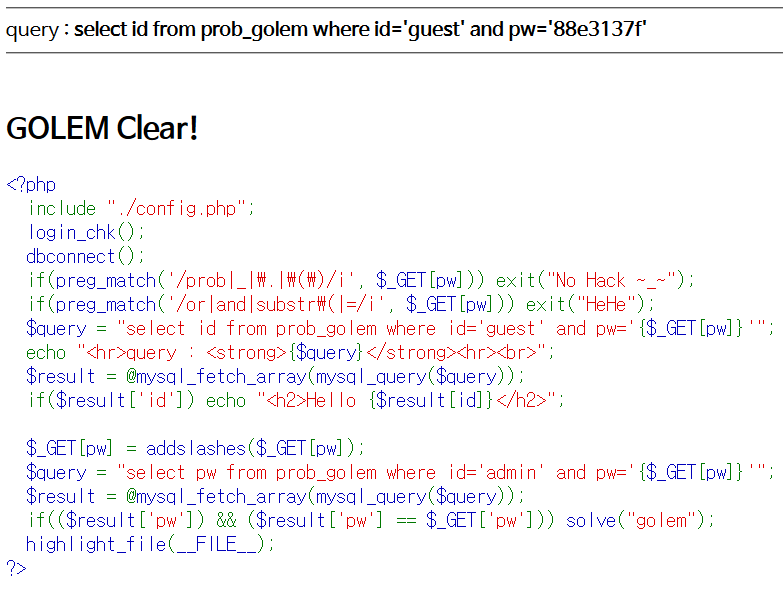 query : select id from prob_golem where id='guest' and pw='88e3137f'
GOLEM Clear!
<?php
include "./config.php";
login_chk();
dbconnect();
if(preg_match('/prob|_|₩.|₩(₩)/i', $_GET[pw])) exit("No Hack ~_~");
if(preg_match('/or|and|substr₩(|=/i', $_GET[pw])) exit("HeHe");
$query = "select id from prob_golem where id='guest' and pw='{$_GET[pw]}'";
echo "<hr>query : <strong>{$query}</strong><hr><br>";
$result = @mysql_fetch_array(mysql_query($query));
if($result['id']) echo "<h2>Hello {$result[id]}</h2>";
$_GET[pw] = addslashes($_GET[pw]);
$query = "select pw from prob_golem where id='admin' and pw='{$_GET[pw]}'";
$result = @mysql_fetch_array(mysql_query($query));
if(($result['pw']) && ($result['pw'] == $_GET['pw'])) solve("golem");
highlight_file(__FILE__);
?>